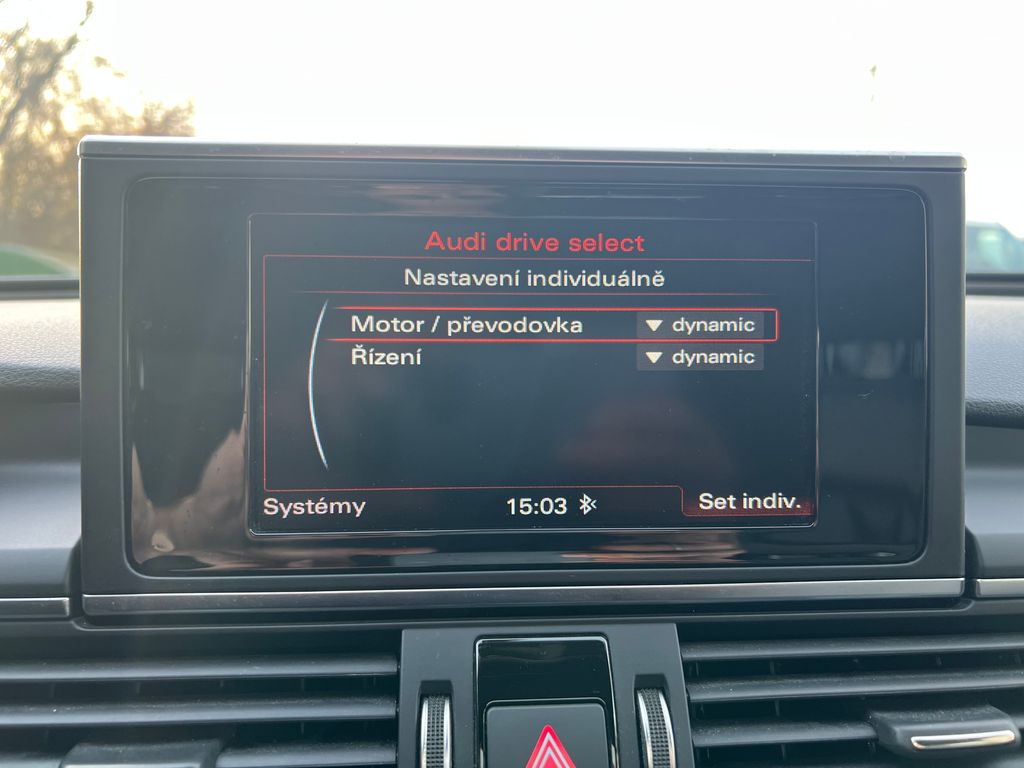 Audi drive select
Nastavení individuálně
Motor / převodovka ▼ dynamic
Řízení ▼ dynamic
Systémy 15:03 Set indiv.